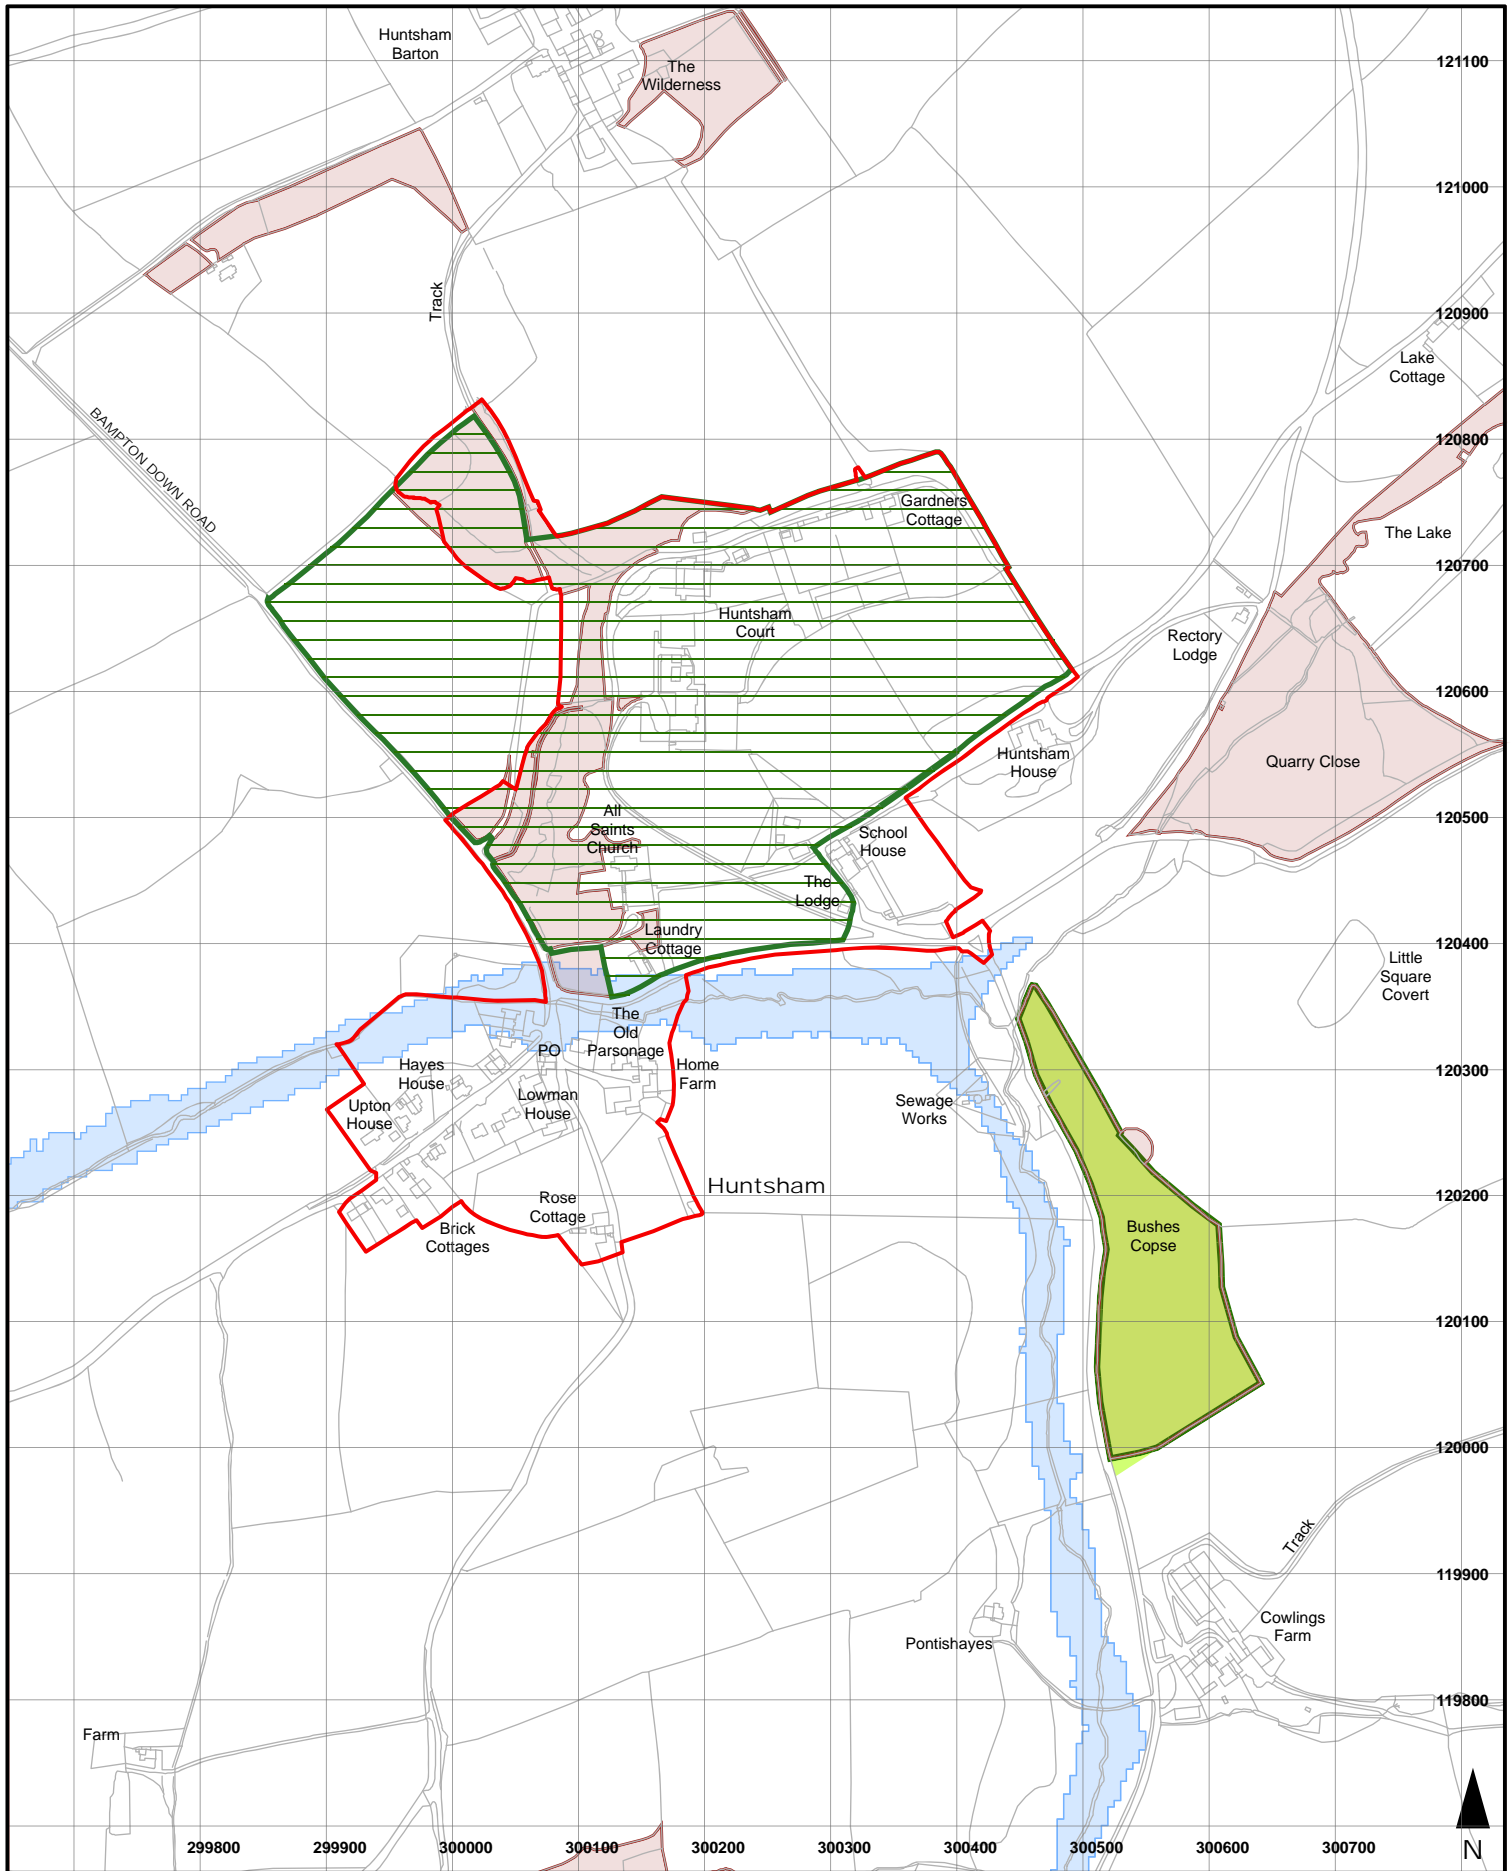 Huntsham
Barton
The
Wilderness
121100
121000
Track
120900
Lake
Cottage
BAMPTON DOWN ROAD
120800
Gardners
Cottage
The Lake
120700
Huntsham
Court
Rectory
Lodge
120600
Huntsham
House
Quarry Close
All
Saints
Church
120500
School
House
The
Lodge
Laundry
Cottage
120400
Little
Square
Covert
The
Old
Parsonage
PO
Hayes
House
Home
Farm
120300
Upton
House
Lowman
House
Sewage
Works
Huntsham
120200
Rose
Cottage
Brick
Cottages
Bushes
Copse
120100
120000
Track
119900
Cowlings
Farm
Pontishayes
119800
Farm
299800
299900
300000
300100
300200
300300
300400
300500
300600
300700
N